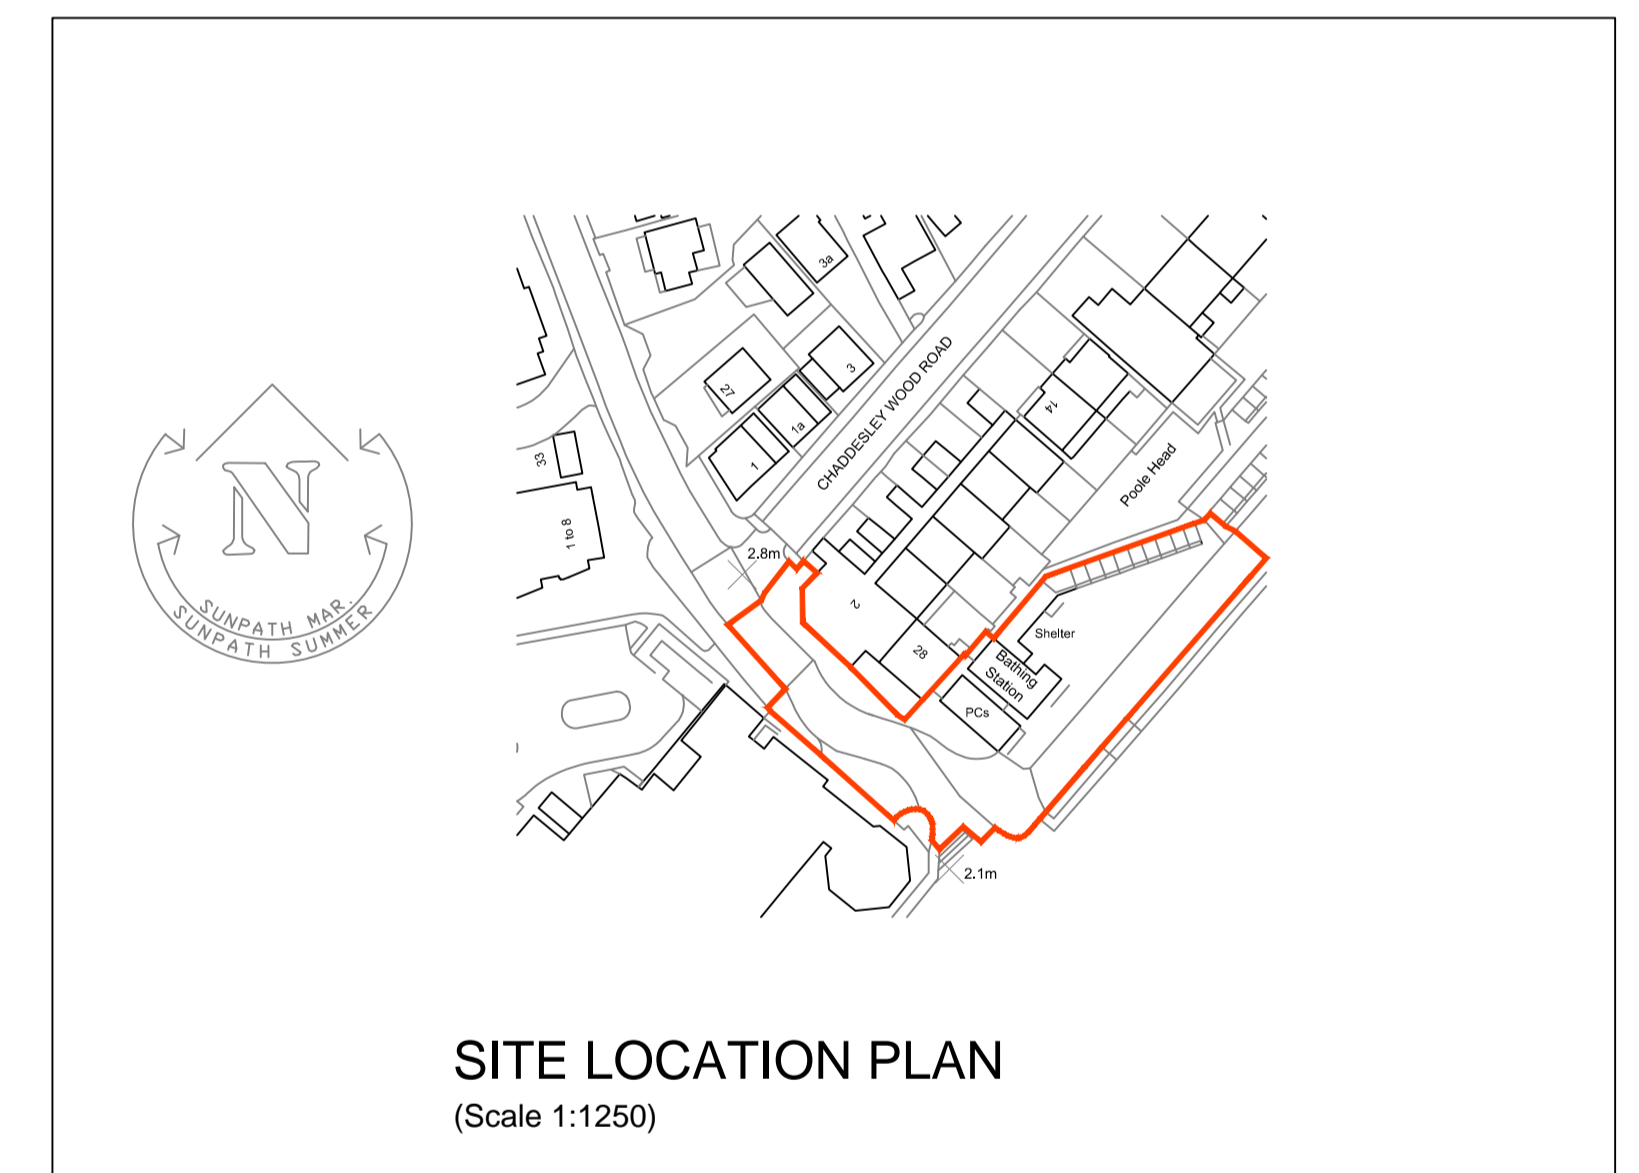 3a
3
27
1a
1
CHADDESLEY WOOD ROAD
14
Poole Head
33
1 to 8
N
SUNPATH MAR.
SUNPATH SUMMER
2.8m
2
28
Shelter
Bathing
Station
PCs
2.1m
SITE LOCATION PLAN
(Scale 1:1250)